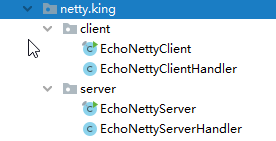 netty.king
client
EchoNettyClient
EchoNettyClientHandler
server
EchoNettyServer
EchoNettyServerHandler